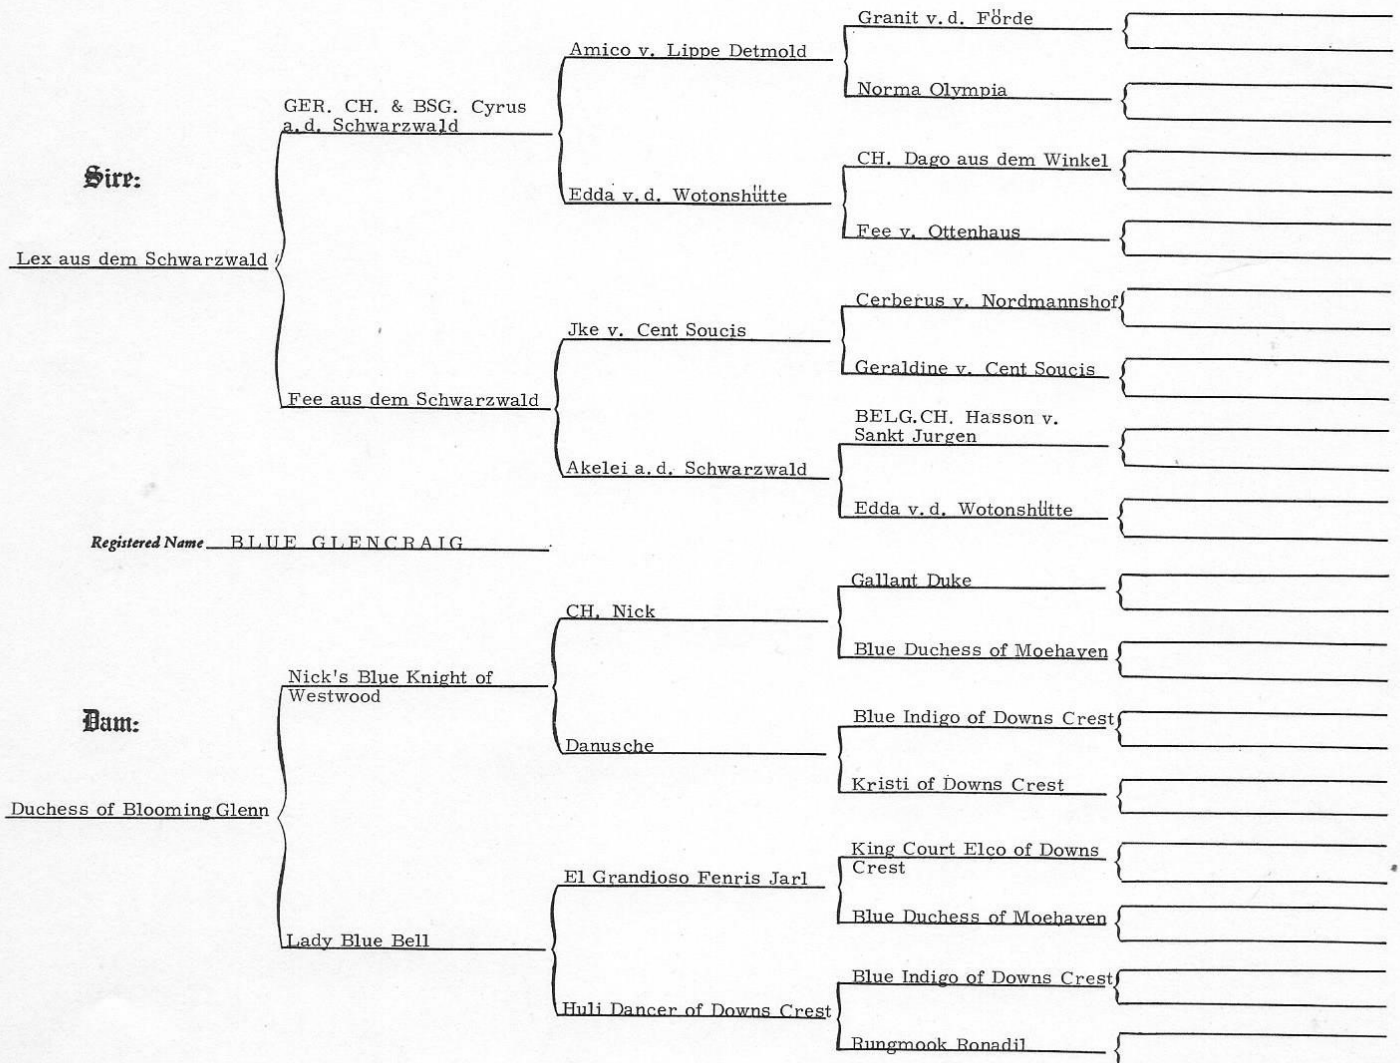 Granit v. d. Förde
Amico v. Lippe Detmold
Norma Olympia
GER. CH. & BSG. Cyrus
a. d. Schwarzwald
CH. Dago aus dem Winkel
Sire:
Edda v. d. Wotonshütte
Fee v. Ottenhaus
Lex aus dem Schwarzwald
Cerberus v. Nordmannshof
Jke v. Cent Soucis
Geraldine v. Cent Soucis
Fee aus dem Schwarzwald
BELG. CH. Hasson v.
Sankt Jurgen
Akelei a. d. Schwarzwald
Edda v. d. Wotonshütte
Registered Name BLUE GLENCRAIG
Gallant Duke
CH. Nick
Blue Duchess of Moehaven
Nick's Blue Knight of
Westwood
Blue Indigo of Downs Crest
Dam:
Danusche
Kristi of Downs Crest
Duchess of Blooming Glenn
King Court Elco of Downs
Crest
El Grandioso Fenris Jarl
Blue Duchess of Moehaven
Lady Blue Bell
Blue Indigo of Downs Crest
Huli Dancer of Downs Crest
Rungmook Ronadil